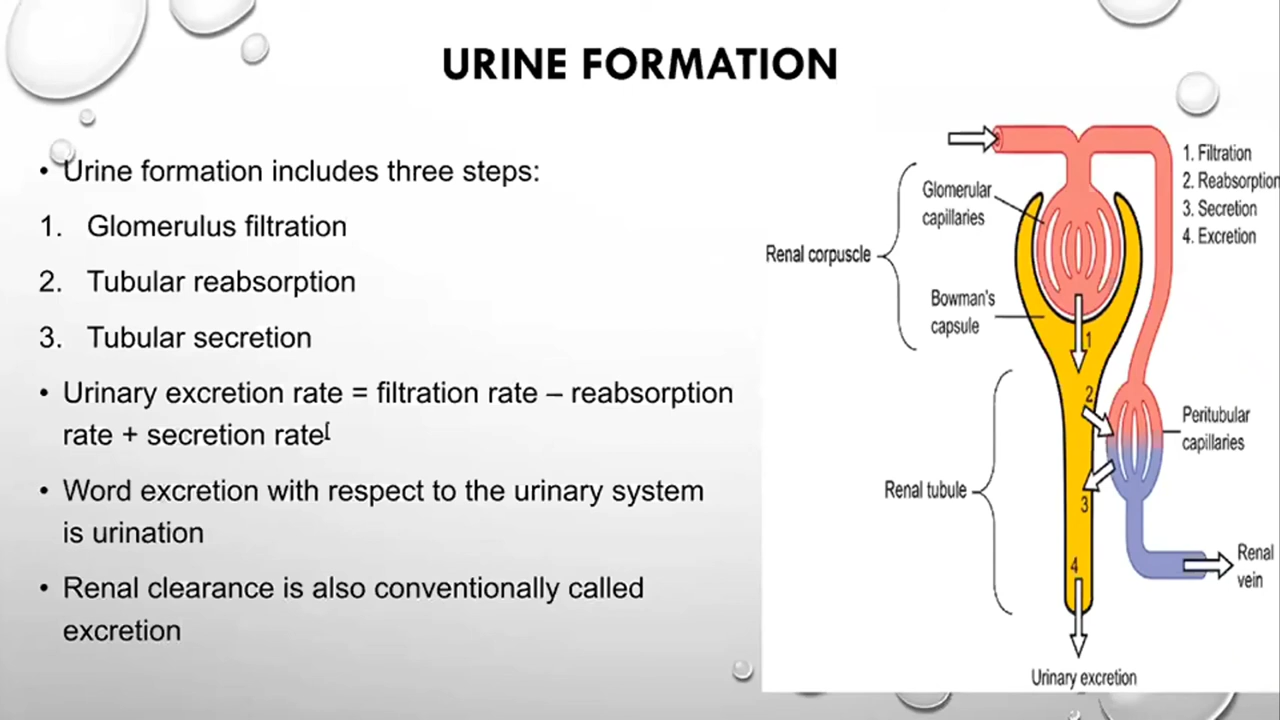 URINE FORMATION
• Urine formation includes three steps:
1. Glomerulus filtration
2. Tubular reabsorption
3. Tubular secretion
• Urinary excretion rate = filtration rate – reabsorption
rate + secretion rate
• Word excretion with respect to the urinary system
is urination
• Renal clearance is also conventionally called
excretion
1. Filtration
2. Reabsorption
3. Secretion
4. Excretion
Glomerular
capillaries
Renal corpuscle
Bowman's
capsule
1
2
Peritubular
capillaries
Renal tubule
3
4
Renal
vein
Urinary excretion